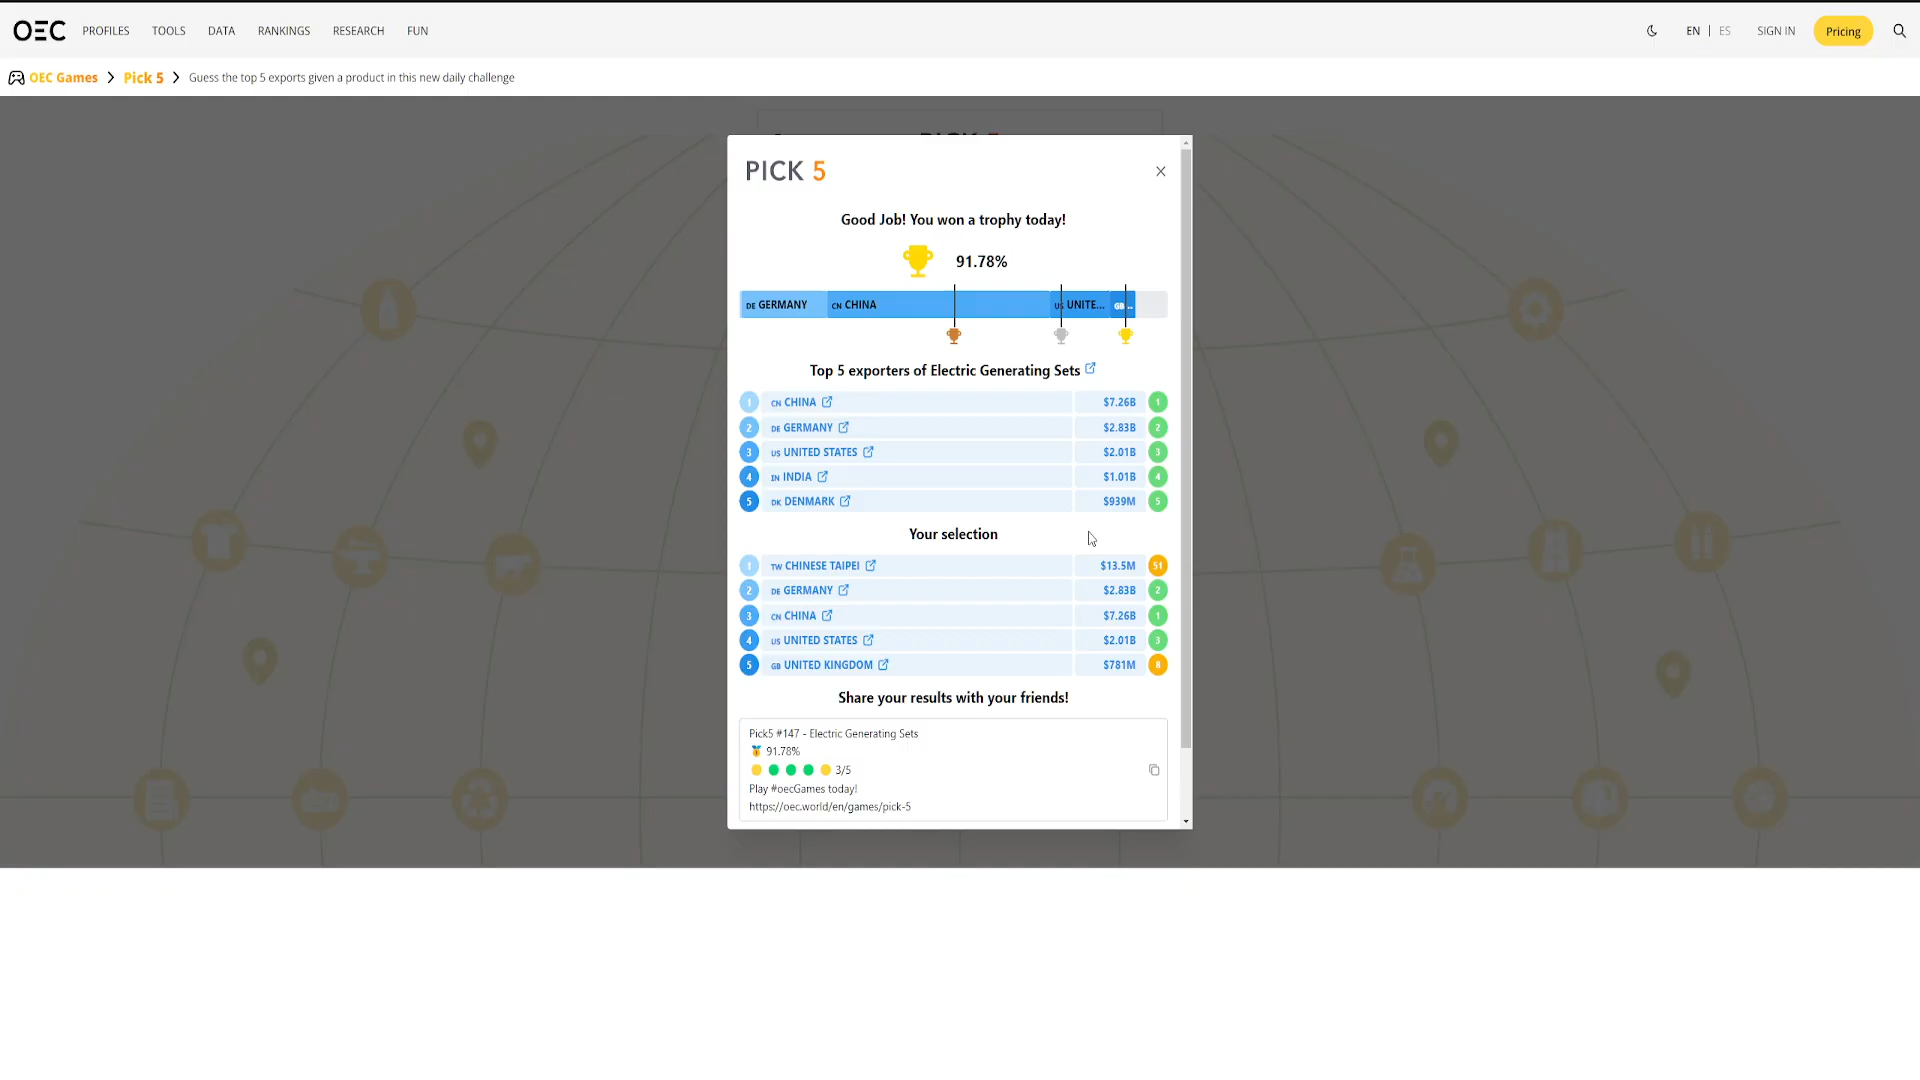 OEC PROFILES TOOLS DATA RANKINGS RESEARCH FUN EN | ES SIGN IN Pricing
OEC Games > Pick 5 > Guess the top 5 exports given a product in this new daily challenge
PICK 5
Good Job! You won a trophy today!
91.78%
DE GERMANY CN CHINA US UNITE... GB ..
Top 5 exporters of Electric Generating Sets
1 CN CHINA $7.26B 1
2 DE GERMANY $2.83B 2
3 US UNITED STATES $2.01B 3
4 IN INDIA $1.01B 4
5 DK DENMARK $939M 5
Your selection
1 TW CHINESE TAIPEI $13.5M 51
2 DE GERMANY $2.83B 2
3 CN CHINA $7.26B 1
4 US UNITED STATES $2.01B 3
5 GB UNITED KINGDOM $781M 8
Share your results with your friends!
Pick5 #147 - Electric Generating Sets
91.78%
3/5
Play #oecGames today!
https://oec.world/en/games/pick-5